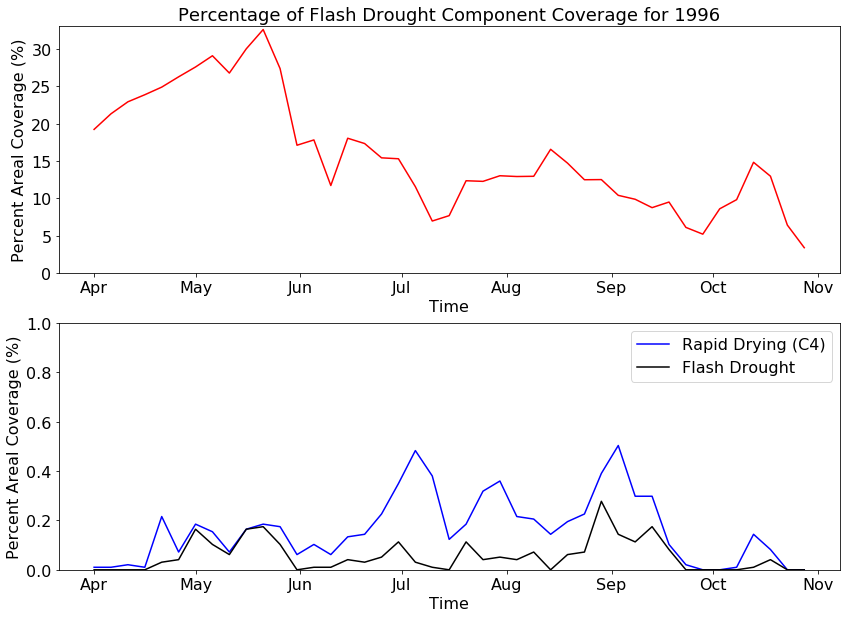 Percentage of Flash Drought Component Coverage for 1996
Percent Areal Coverage (%)
30
25
20
15
10
5
0
Apr May Jun Jul Aug Sep Oct Nov
Time
Percent Areal Coverage (%)
1.0
0.8
0.6
0.4
0.2
0.0
Rapid Drying (C4)
Flash Drought
Apr May Jun Jul Aug Sep Oct Nov
Time